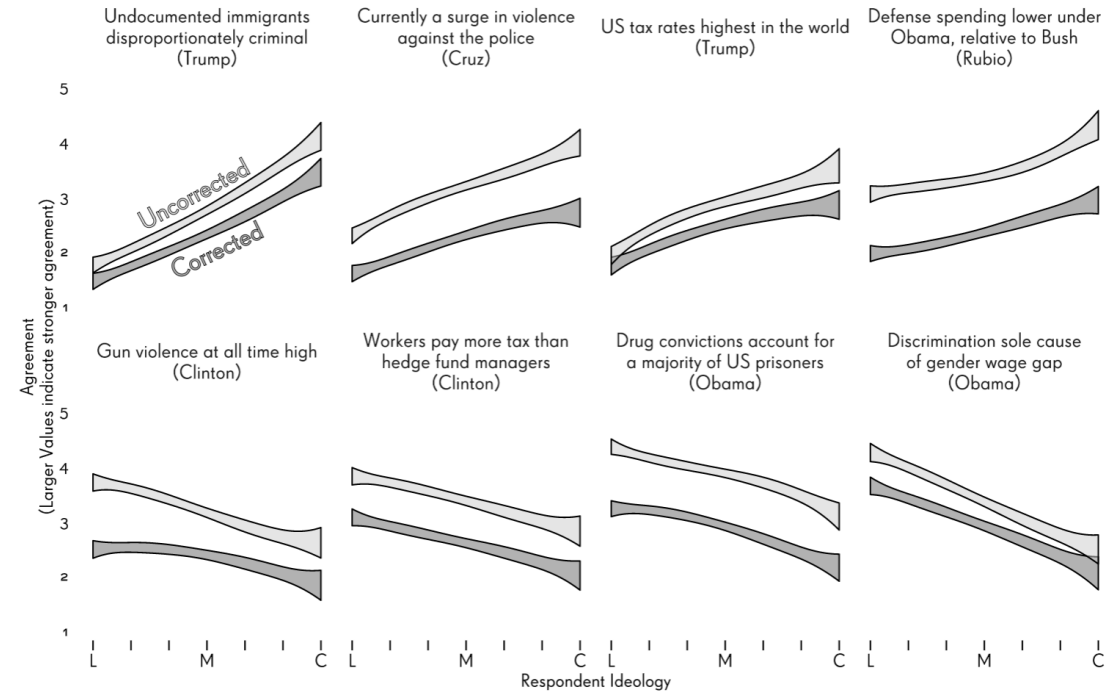 Undocumented immigrants
disproportionately criminal
(Trump)
Currently a surge in violence
against the police
(Cruz)
US tax rates highest in the world
(Trump)
Defense spending lower under
Obama, relative to Bush
(Rubio)
5
4
3
2
1
Uncorrected
Corrected
Agreement
(Larger Values indicate stronger agreement)
Gun violence at all time high
(Clinton)
Workers pay more tax than
hedge fund managers
(Clinton)
Drug convictions account for
a majority of US prisoners
(Obama)
Discrimination sole cause
of gender wage gap
(Obama)
5
4
3
2
1
L M C
L M C
L M C
L M C
Respondent Ideology